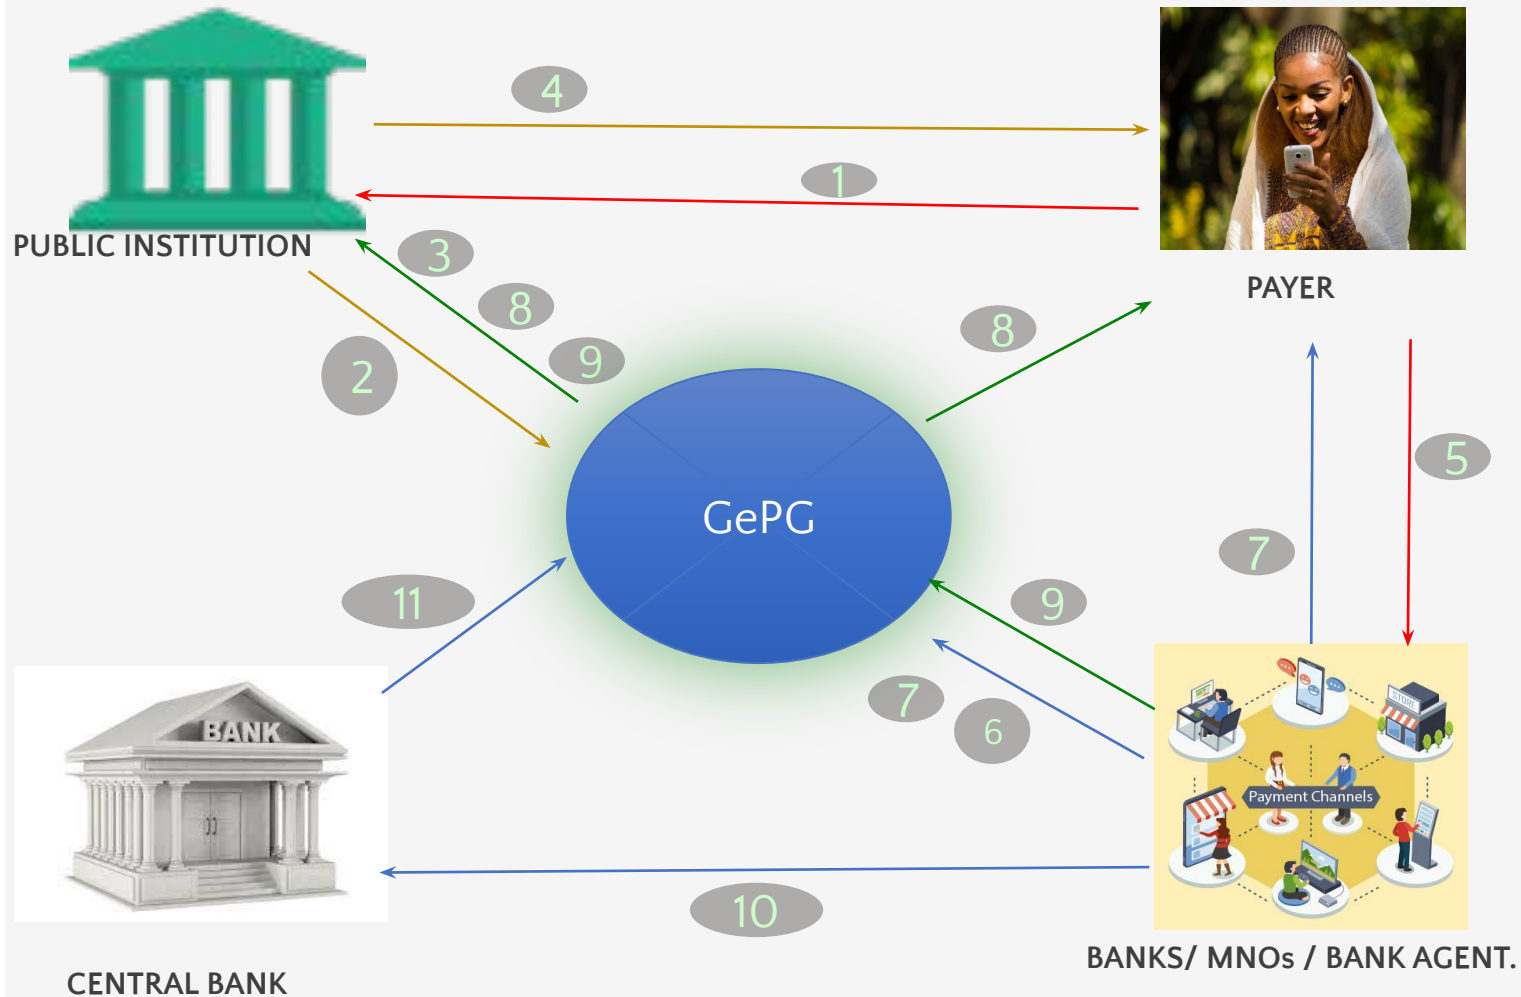 4
1
PUBLIC INSTITUTION
3
PAYER
8
8
9
2
5
GePG
7
11
9
7
6
STORE
BANK
Payment Channels
10
BANKS/ MNOs / BANK AGENT.
CENTRAL BANK